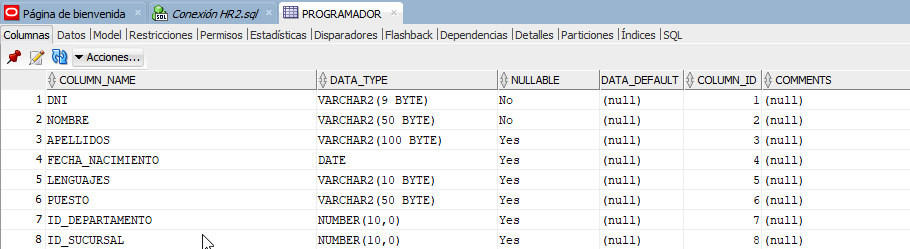 Página de bienvenida Conexión HR2.sql PROGRAMADOR
Columnas Datos Model Restricciones Permisos Estadísticas Disparadores Flashback Dependencias Detalles Particiones Índices SQL
Acciones...
COLUMN_NAME DATA_TYPE NULLABLE DATA_DEFAULT COLUMN_ID COMMENTS
1 DNI VARCHAR2(9 BYTE) No (null) 1 (null)
2 NOMBRE VARCHAR2(50 BYTE) No (null) 2 (null)
3 APELLIDOS VARCHAR2(100 BYTE) Yes (null) 3 (null)
4 FECHA_NACIMIENTO DATE Yes (null) 4 (null)
5 LENGUAJES VARCHAR2(10 BYTE) Yes (null) 5 (null)
6 PUESTO VARCHAR2(50 BYTE) Yes (null) 6 (null)
7 ID_DEPARTAMENTO NUMBER(10,0) Yes (null) 7 (null)
8 ID_SUCURSAL NUMBER(10,0) Yes (null) 8 (null)